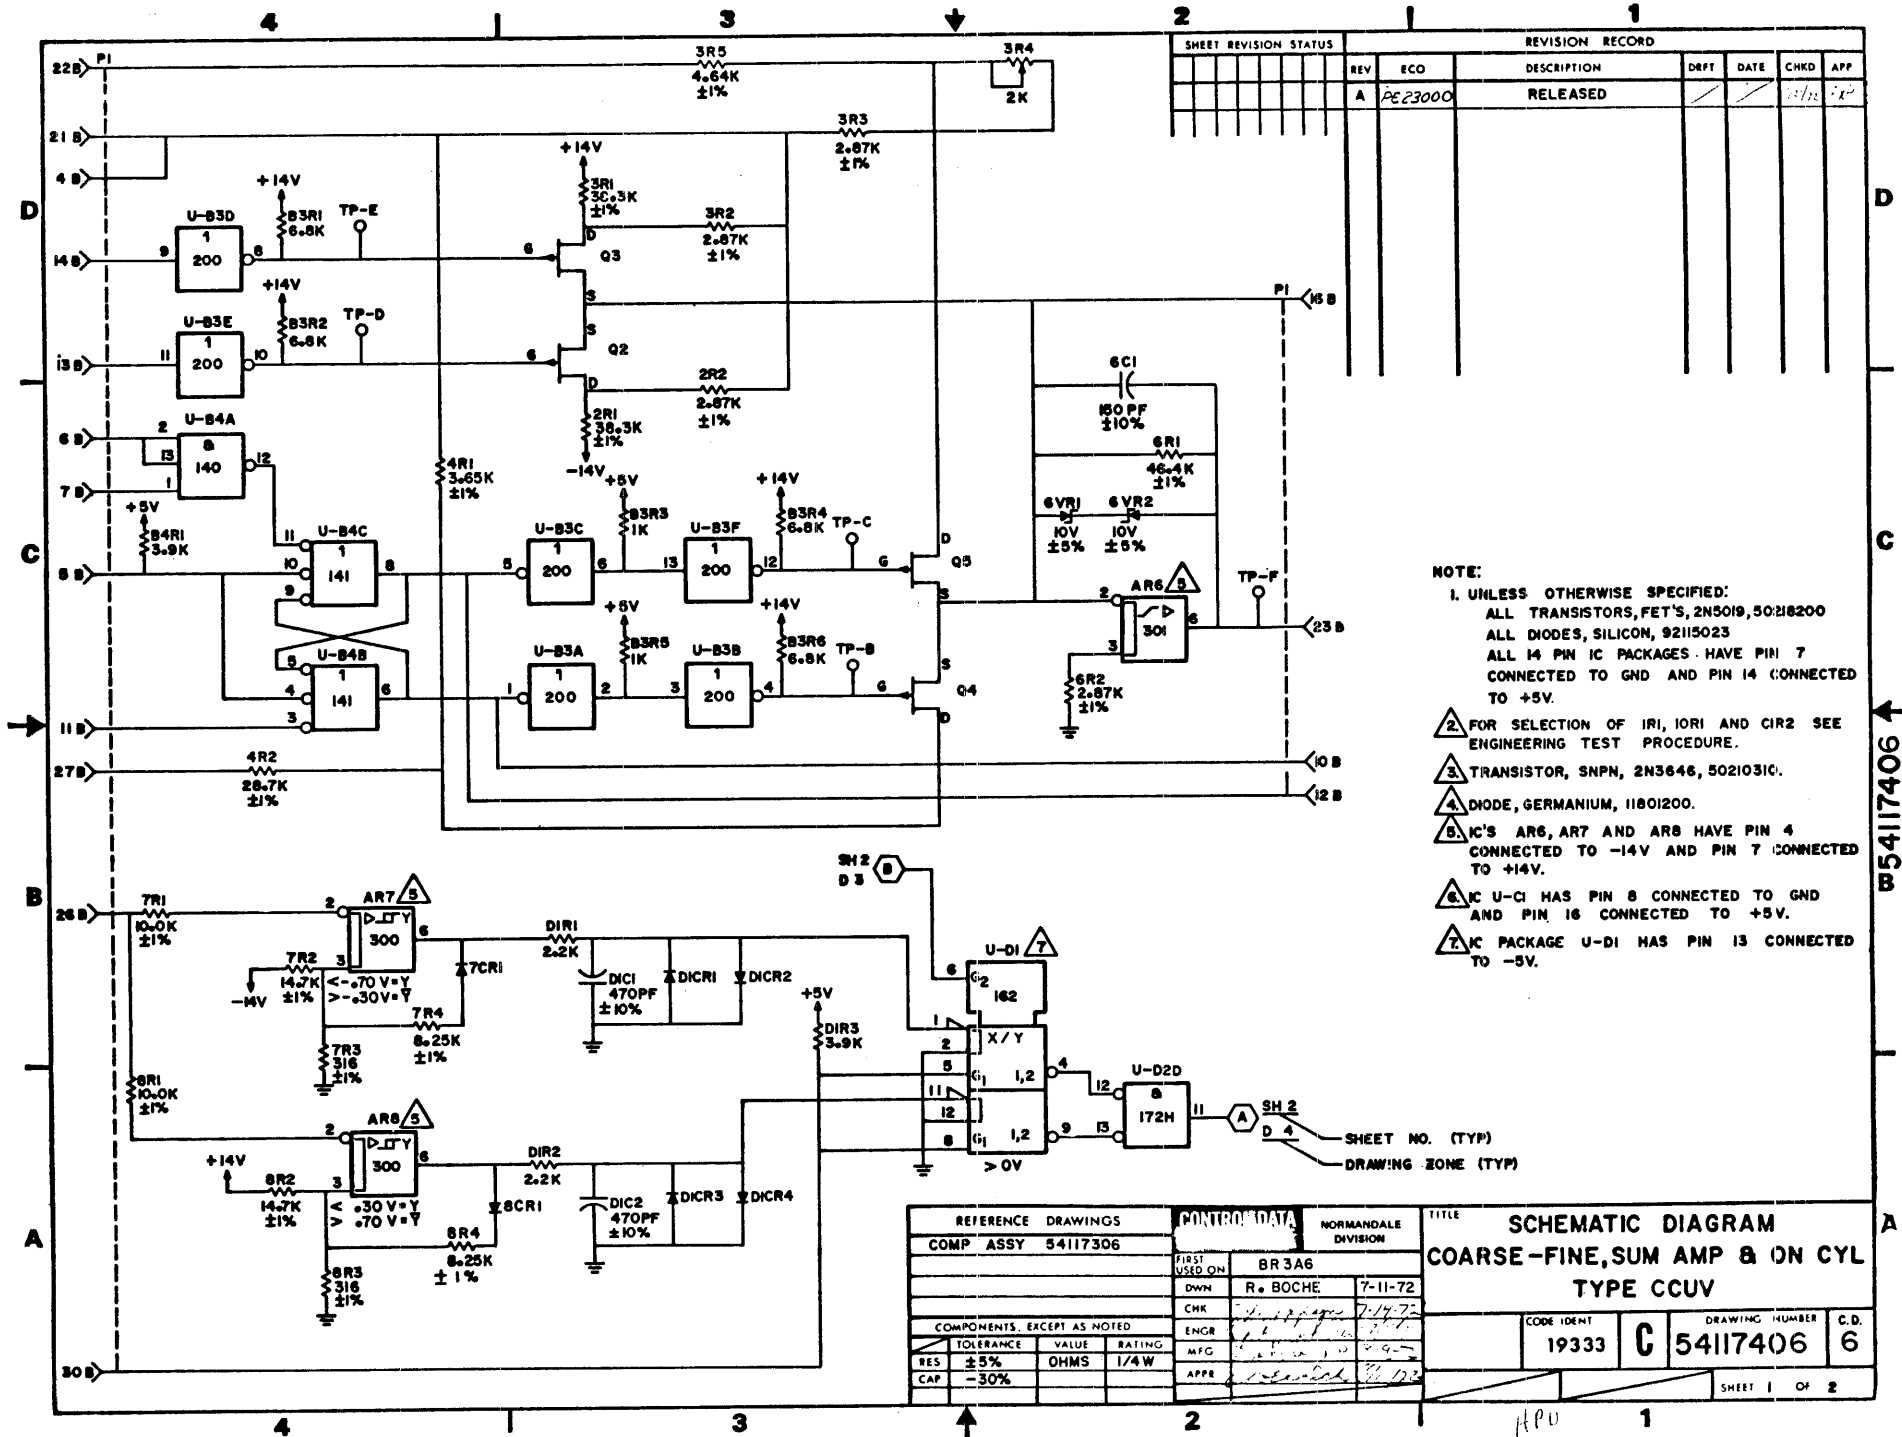 4 3 2 1
SHEET REVISION STATUS
REVISION RECORD
REV ECO DESCRIPTION DRFT DATE CHKD APP
A PE23000 RELEASED
22B P1
3R5
4.64K
±1%
3R4
2K
21B
4B
3R3
2.87K
±1%
+14V
3R1
±1%
3R2
2.87K
±1%
D D
U-B3D
1
200
9 8
14B
+14V
B3R1
6.8K
TP-E
G D Q3 S
U-B3E
1
200
11 10
13B
+14V
B3R2
6.8K
TP-D
S G Q2 D
2R2
2.87K
±1%
2R1
38.3K
±1%
-14V
P1
16B
U-B4A
&
140
2 13 1 12
6B
7B
+5V
B4R1
3.9K
5B
4R1
3.65K
±1%
U-B4C
1
141
11 10 9 8
U-B4B
1
141
5 4 3 6
11B
27B
4R2
28.7K
±1%
C C
U-B3C
1
200
5 6
+5V
B3R3
1K
U-B3F
1
200
13 12
+14V
B3R4
6.8K
TP-C
G D Q5 S
U-B3A
1
200
1 2
+5V
B3R5
1K
U-B3B
1
200
3 4
+14V
B3R6
6.8K
TP-B
G S Q4 D
6C1
150 PF
±10%
6R1
46.4K
±1%
6VR1
10V
±5%
6VR2
10V
±5%
AR6 5
2 3 6
301
6R2
2.87K
±1%
TP-F
23B
10B
12B
NOTE:
1. UNLESS OTHERWISE SPECIFIED:
ALL TRANSISTORS, FET'S, 2N5019, 50218200
ALL DIODES, SILICON, 92115023
ALL 14 PIN IC PACKAGES HAVE PIN 7
CONNECTED TO GND AND PIN 14 CONNECTED
TO +5V.
2. FOR SELECTION OF 1R1, 10R1 AND C1R2 SEE
ENGINEERING TEST PROCEDURE.
3. TRANSISTOR, SNPN, 2N3646, 50210310.
4. DIODE, GERMANIUM, 11801200.
5. IC'S AR6, AR7 AND AR8 HAVE PIN 4
CONNECTED TO -14V AND PIN 7 CONNECTED
TO +14V.
6. IC U-C1 HAS PIN 8 CONNECTED TO GND
AND PIN 16 CONNECTED TO +5V.
7. IC PACKAGE U-D1 HAS PIN 13 CONNECTED
TO -5V.
54117406
B B
26B
7R1
10.0K
±1%
AR7 5
2 3 6
300 Y
7R2
14.7K
±1%
-14V
<-.70 V=Y
>-.30V=Y̅
7R3
316
±1%
7R4
8.25K
±1%
7CR1
D1R1
2.2K
D1C1
470PF
±10%
D1CR1
D1CR2
SH 2
D 3
B
+5V
D1R3
3.9K
U-D1 7
6 G2
162
1 X/Y
2
5 G1 1,2 4
11
12
8 G1 1,2 9
> 0V
U-D2D
&
172H
12 13 11
A
SH 2
D 4
SHEET NO. (TYP)
DRAWING ZONE (TYP)
8R1
10.0K
±1%
AR8 5
2 3 6
300 Y
+14V
8R2
14.7K
±1%
< .30 V=Y
> .70 V=Y̅
8R3
316
±1%
8R4
8.25K
±1%
8CR1
D1R2
2.2K
D1C2
470PF
±10%
D1CR3
D1CR4
30B
A A
REFERENCE DRAWINGS
COMP ASSY 54117306
COMPONENTS, EXCEPT AS NOTED
TOLERANCE VALUE RATING
RES ±5% OHMS 1/4W
CAP -30%
CONTROL DATA
NORMANDALE
DIVISION
FIRST
USED ON BR3A6
DWN R. BOCHE 7-11-72
CHK
ENGR
MFG
APPR
TITLE
SCHEMATIC DIAGRAM
COARSE-FINE, SUM AMP & ON CYL
TYPE CCUV
CODE IDENT
19333
C
DRAWING NUMBER
54117406
C.D.
6
SHEET 1 OF 2
4 3 2 1